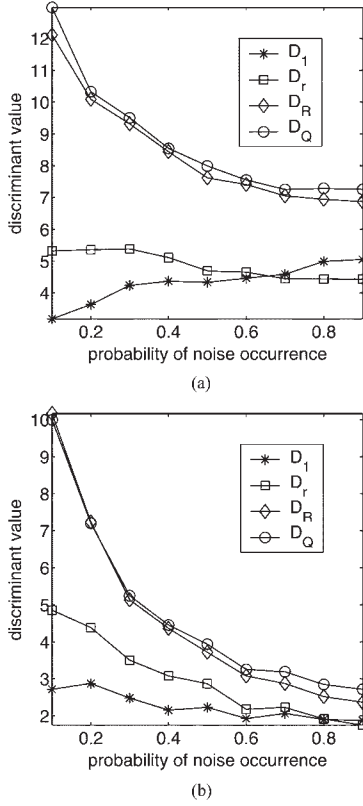 12
11
10
9
8
7
6
5
4
discriminant value
D1
Dr
DR
DQ
0.2 0.4 0.6 0.8
probability of noise occurrence
(a)
10
9
8
7
6
5
4
3
2
discriminant value
D1
Dr
DR
DQ
0.2 0.4 0.6 0.8
probability of noise occurrence
(b)